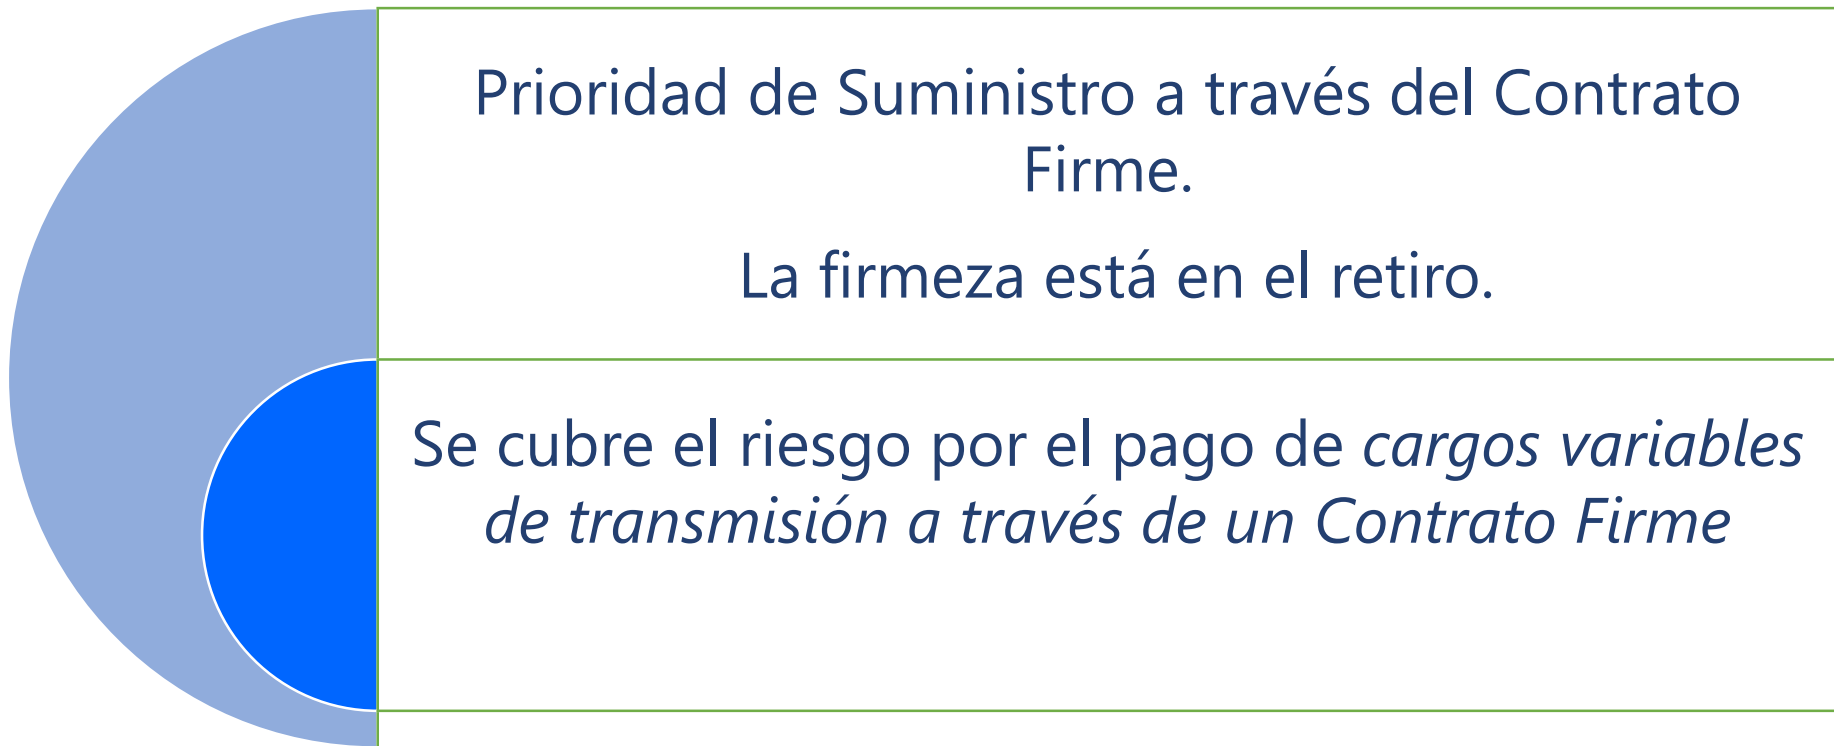 Prioridad de Suministro a través del Contrato
Firme.
La firmeza está en el retiro.
Se cubre el riesgo por el pago de cargos variables
de transmisión a través de un Contrato Firme